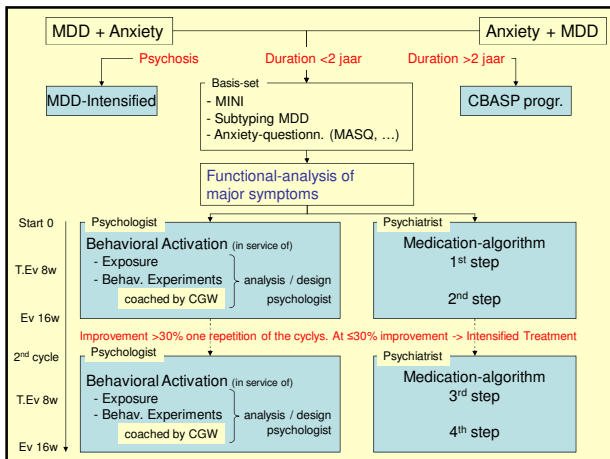 MDD + Anxiety
Anxiety + MDD
Psychosis
Duration <2 jaar
Duration >2 jaar
MDD-Intensified
Basis-set
- MINI
- Subtyping MDD
- Anxiety-questionn. (MASQ, …)
CBASP progr.
Functional-analysis of
major symptoms
Start 0
T.Ev 8w
Ev 16w
2nd cycle
T.Ev 8w
Ev 16w
Psychologist
Behavioral Activation (in service of)
- Exposure
- Behav. Experiments
coached by CGW
analysis / design
psychologist
Psychiatrist
Medication-algorithm
1st step
2nd step
Improvement >30% one repetition of the cyclys. At ≤30% improvement -> Intensified Treatment
Psychologist
Behavioral Activation (in service of)
- Exposure
- Behav. Experiments
coached by CGW
analysis / design
psychologist
Psychiatrist
Medication-algorithm
3rd step
4th step